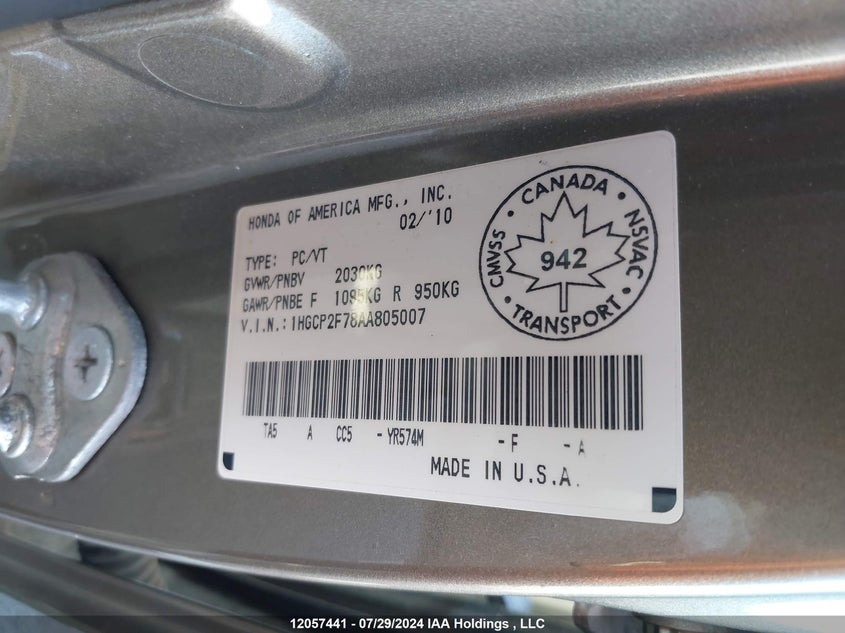 HONDA OF AMERICA MFG., INC.
02/'10
TYPE: PC/VT
GVWR/PNBV 2030KG
GAWR/PNBE F 1095KG R 950KG
V.I.N.: 1HGCP2F78AA805007
CANADA
CMVSS NSVAC
942
TRANSPORT
TA5 A CC5 - YR574M - F - A
MADE IN U.S.A.
12057441 - 07/29/2024 IAA Holdings , LLC